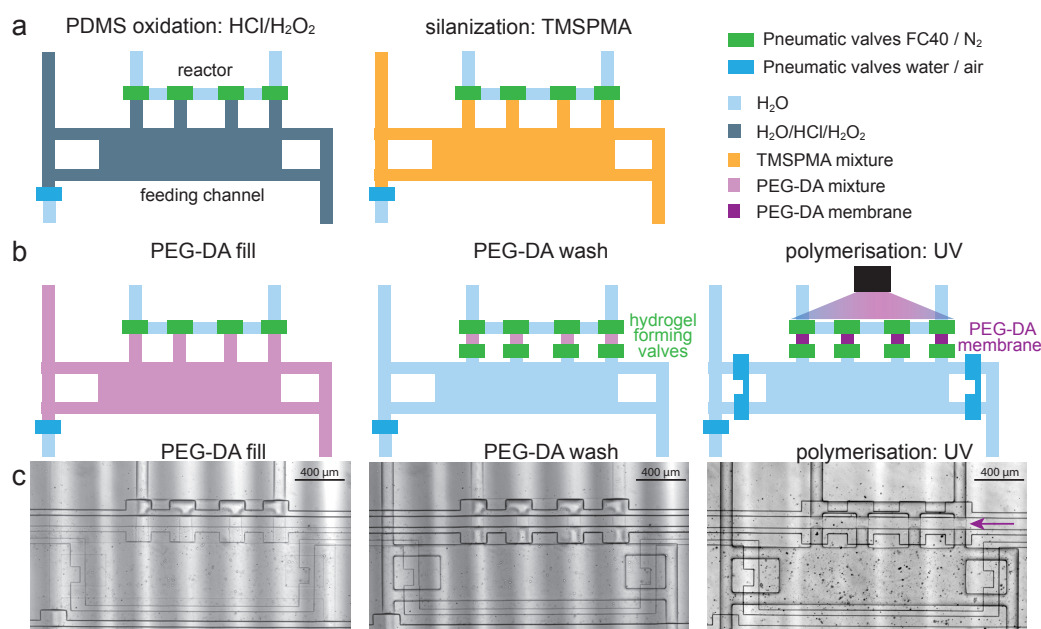 a
PDMS oxidation: HCl/H₂O₂
silanization: TMSPMA
reactor
feeding channel
Pneumatic valves FC40 / N₂
Pneumatic valves water / air
H₂O
H₂O/HCl/H₂O₂
TMSPMA mixture
PEG-DA mixture
PEG-DA membrane
b
PEG-DA fill
PEG-DA wash
polymerisation: UV
hydrogel
forming
valves
PEG-DA
membrane
c
PEG-DA fill
PEG-DA wash
polymerisation: UV
400 µm
400 µm
400 µm